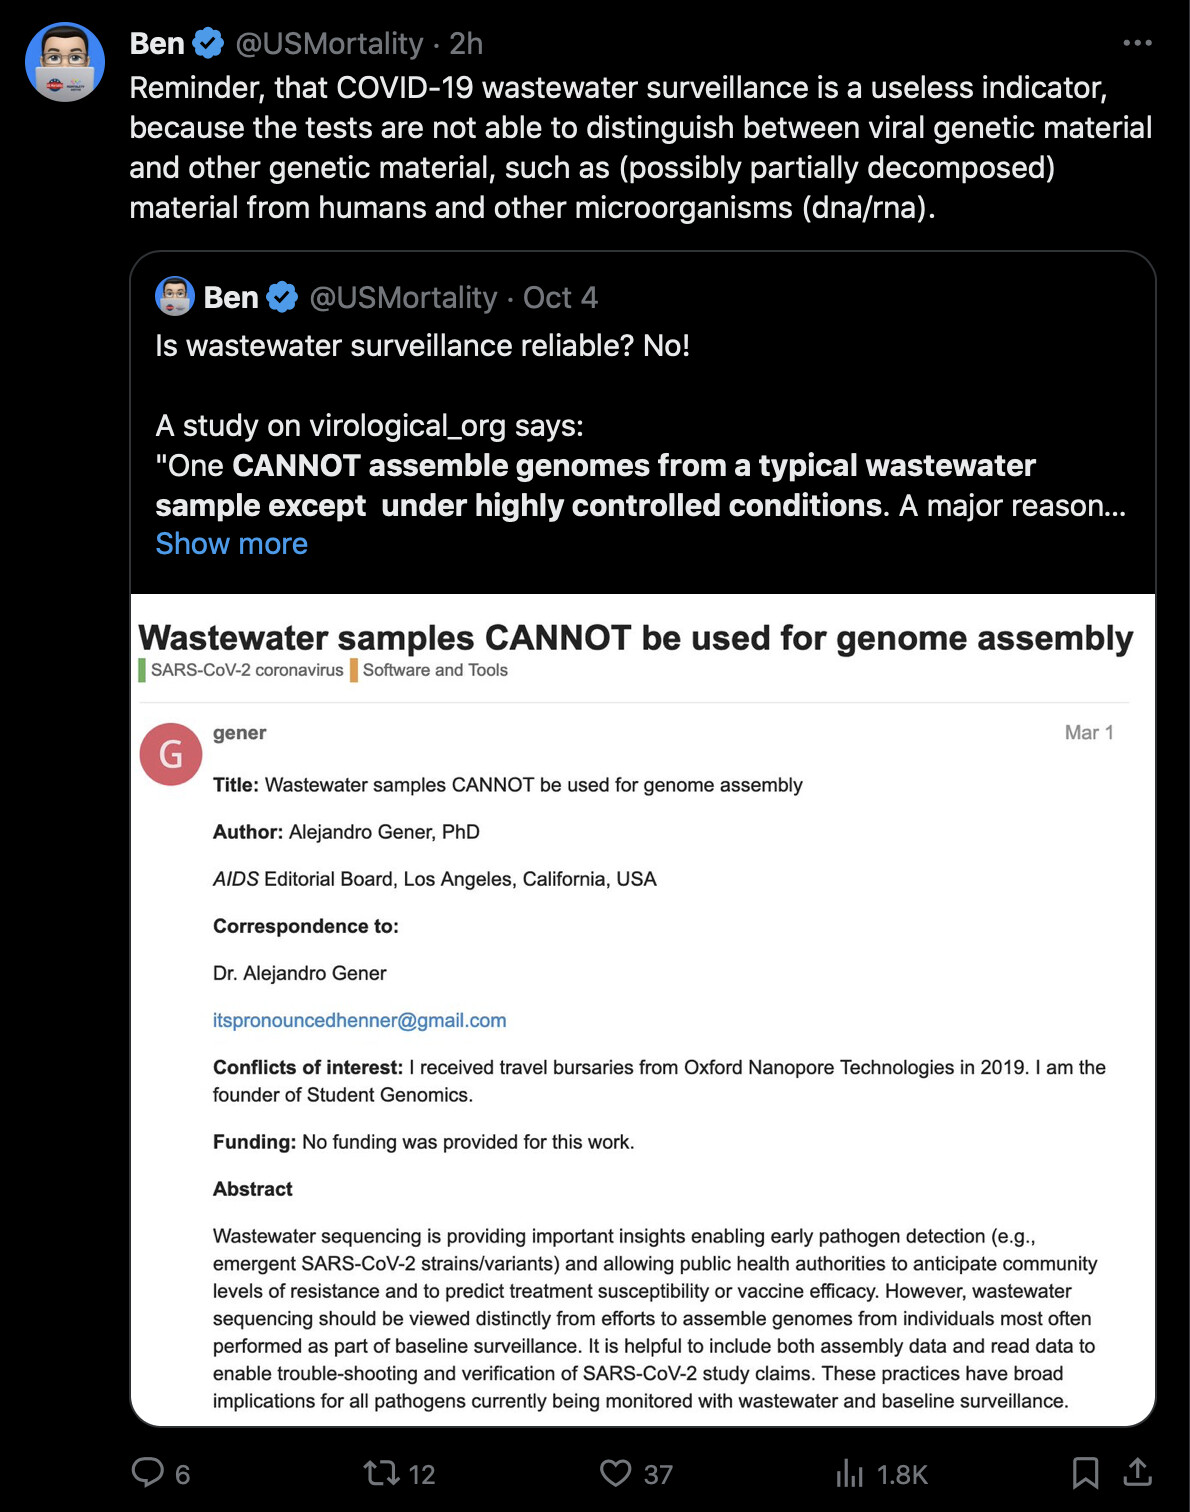 Ben @USMortality · 2h
Reminder, that COVID-19 wastewater surveillance is a useless indicator,
because the tests are not able to distinguish between viral genetic material
and other genetic material, such as (possibly partially decomposed)
material from humans and other microorganisms (dna/rna).
Ben @USMortality · Oct 4
Is wastewater surveillance reliable? No!
A study on virological_org says:
"One CANNOT assemble genomes from a typical wastewater
sample except  under highly controlled conditions. A major reason...
Show more
Wastewater samples CANNOT be used for genome assembly
SARS-CoV-2 coronavirus Software and Tools
G
gener Mar 1
Title: Wastewater samples CANNOT be used for genome assembly
Author: Alejandro Gener, PhD
AIDS Editorial Board, Los Angeles, California, USA
Correspondence to:
Dr. Alejandro Gener
itspronouncedhenner@gmail.com
Conflicts of interest: I received travel bursaries from Oxford Nanopore Technologies in 2019. I am the
founder of Student Genomics.
Funding: No funding was provided for this work.
Abstract
Wastewater sequencing is providing important insights enabling early pathogen detection (e.g.,
emergent SARS-CoV-2 strains/variants) and allowing public health authorities to anticipate community
levels of resistance and to predict treatment susceptibility or vaccine efficacy. However, wastewater
sequencing should be viewed distinctly from efforts to assemble genomes from individuals most often
performed as part of baseline surveillance. It is helpful to include both assembly data and read data to
enable trouble-shooting and verification of SARS-CoV-2 study claims. These practices have broad
implications for all pathogens currently being monitored with wastewater and baseline surveillance.
6 12 37 1.8K